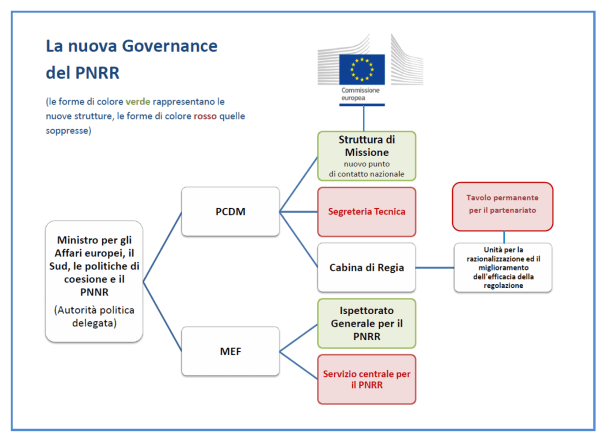 La nuova Governance
del PNRR
(le forme di colore verde rappresentano le
nuove strutture, le forme di colore rosso quelle
soppresse)
Commissione
europea
Struttura di
Missione
nuovo punto
di contatto nazionale
PCDM
Segreteria Tecnica
Tavolo permanente
per il partenariato
Ministro per gli
Affari europei, il
Sud, le politiche di
coesione e il PNNR
(Autorità politica
delegata)
Cabina di Regia
Unità per la
razionalizzazione ed il
miglioramento
dell'efficacia della
regolazione
Ispettorato
Generale per il
PNRR
MEF
Servizio centrale per
il PNRR